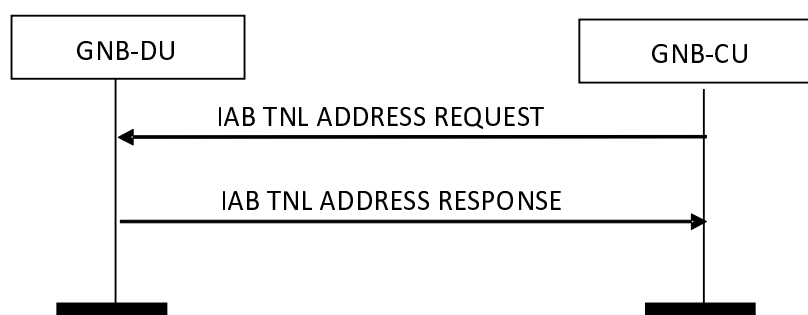 GNB-DU
GNB-CU
IAB TNL ADDRESS REQUEST
IAB TNL ADDRESS RESPONSE